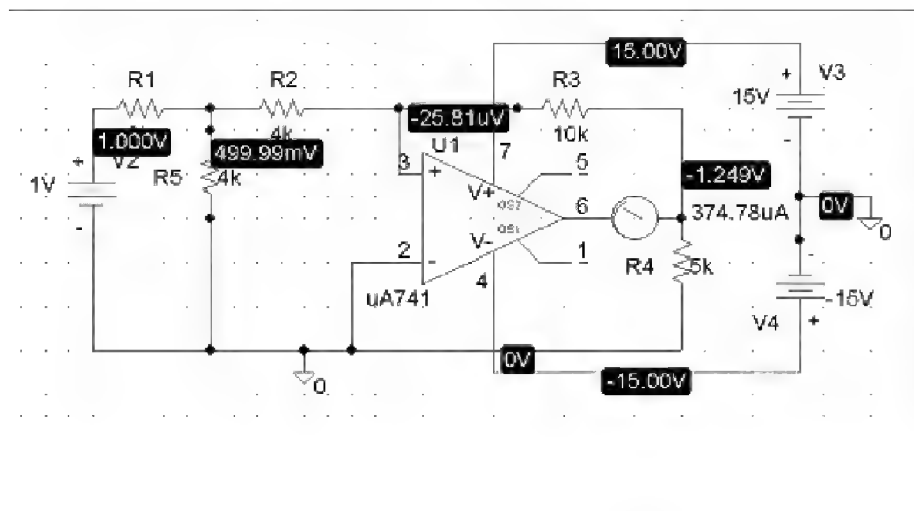 15.00V
R1
R2
R3
+
V3
15V
-
10k
-25.81uV
1.000V
V2
499.99mV
4k
U1
7
5
+
1V
-
R5
4k
3
+
V+
OS2
6
-1.249V
374.78uA
0V
0
2
-
V-
OS1
1
4
uA741
R4
5k
-
-15V
V4
+
0V
0
-15.00V